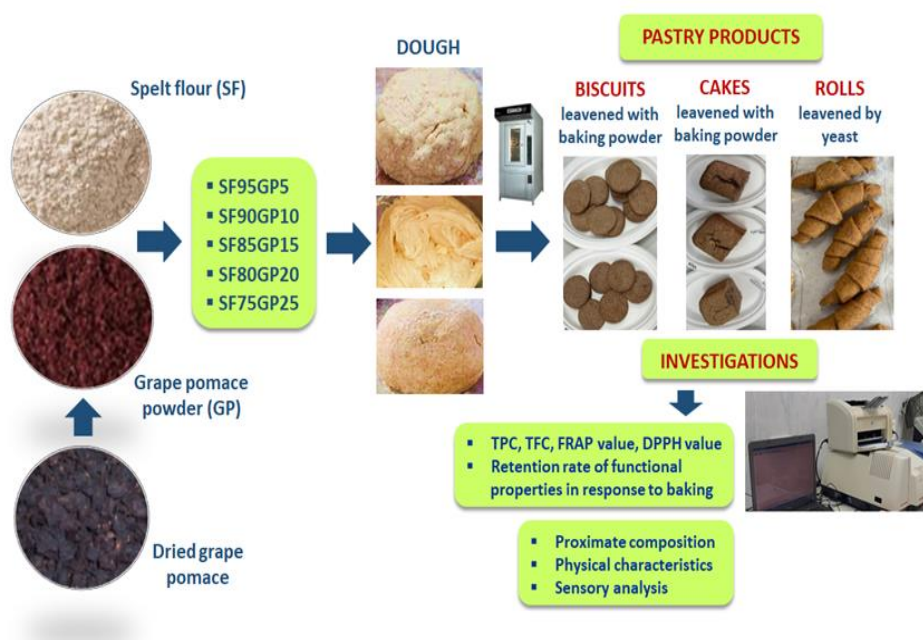 Spelt flour (SF)
Grape pomace
powder (GP)
Dried grape
pomace
▪ SF95GP5
▪ SF90GP10
▪ SF85GP15
▪ SF80GP20
▪ SF75GP25
DOUGH
PASTRY PRODUCTS
BISCUITS
leavened with
baking powder
CAKES
leavened with
baking powder
ROLLS
leavened by
yeast
INVESTIGATIONS
▪ TPC, TFC, FRAP value, DPPH value
▪ Retention rate of functional
properties in response to baking
▪ Proximate composition
▪ Physical characteristics
▪ Sensory analysis